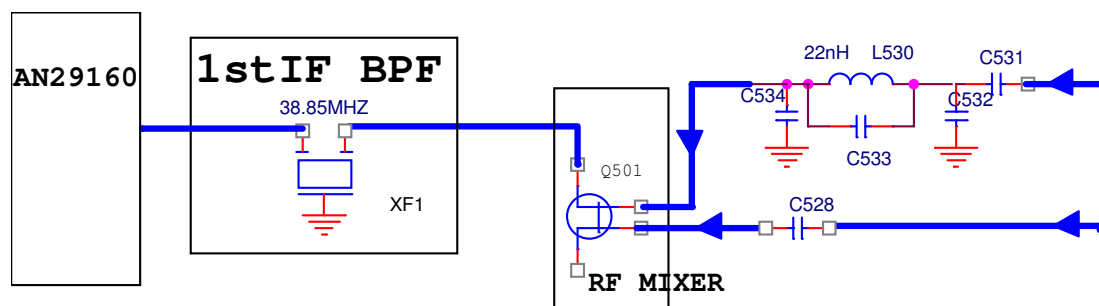 AN29160
1stIF BPF
38.85MHZ
XF1
Q501
RF MIXER
22nH L530
C531
C534
C532
C533
C528